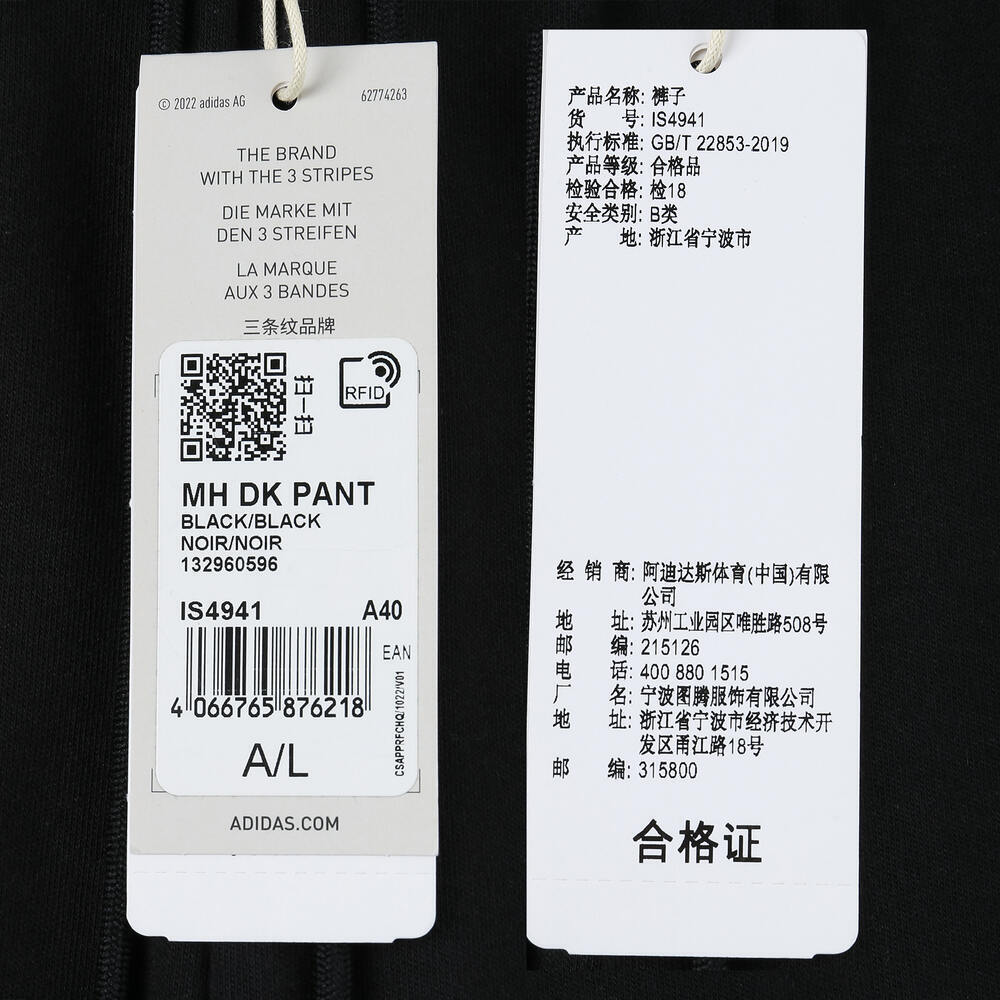 © 2022 adidas AG 62774263
THE BRAND
WITH THE 3 STRIPES
DIE MARKE MIT
DEN 3 STREIFEN
LA MARQUE
AUX 3 BANDES
三条纹品牌
扫一扫
RFID
MH DK PANT
BLACK/BLACK
NOIR/NOIR
132960596
IS4941 A40
EAN
4 066765 876218
CSAPPRFCHQ/1022/V01
A/L
ADIDAS.COM
产品名称: 裤子
货 号: IS4941
执行标准: GB/T 22853-2019
产品等级: 合格品
检验合格: 检18
安全类别: B类
产 地: 浙江省宁波市
经 销 商: 阿迪达斯体育(中国)有限
公司
地 址: 苏州工业园区唯胜路508号
邮 编: 215126
电 话: 400 880 1515
厂 名: 宁波图腾服饰有限公司
地 址: 浙江省宁波市经济技术开
发区甬江路18号
邮 编: 315800
合格证